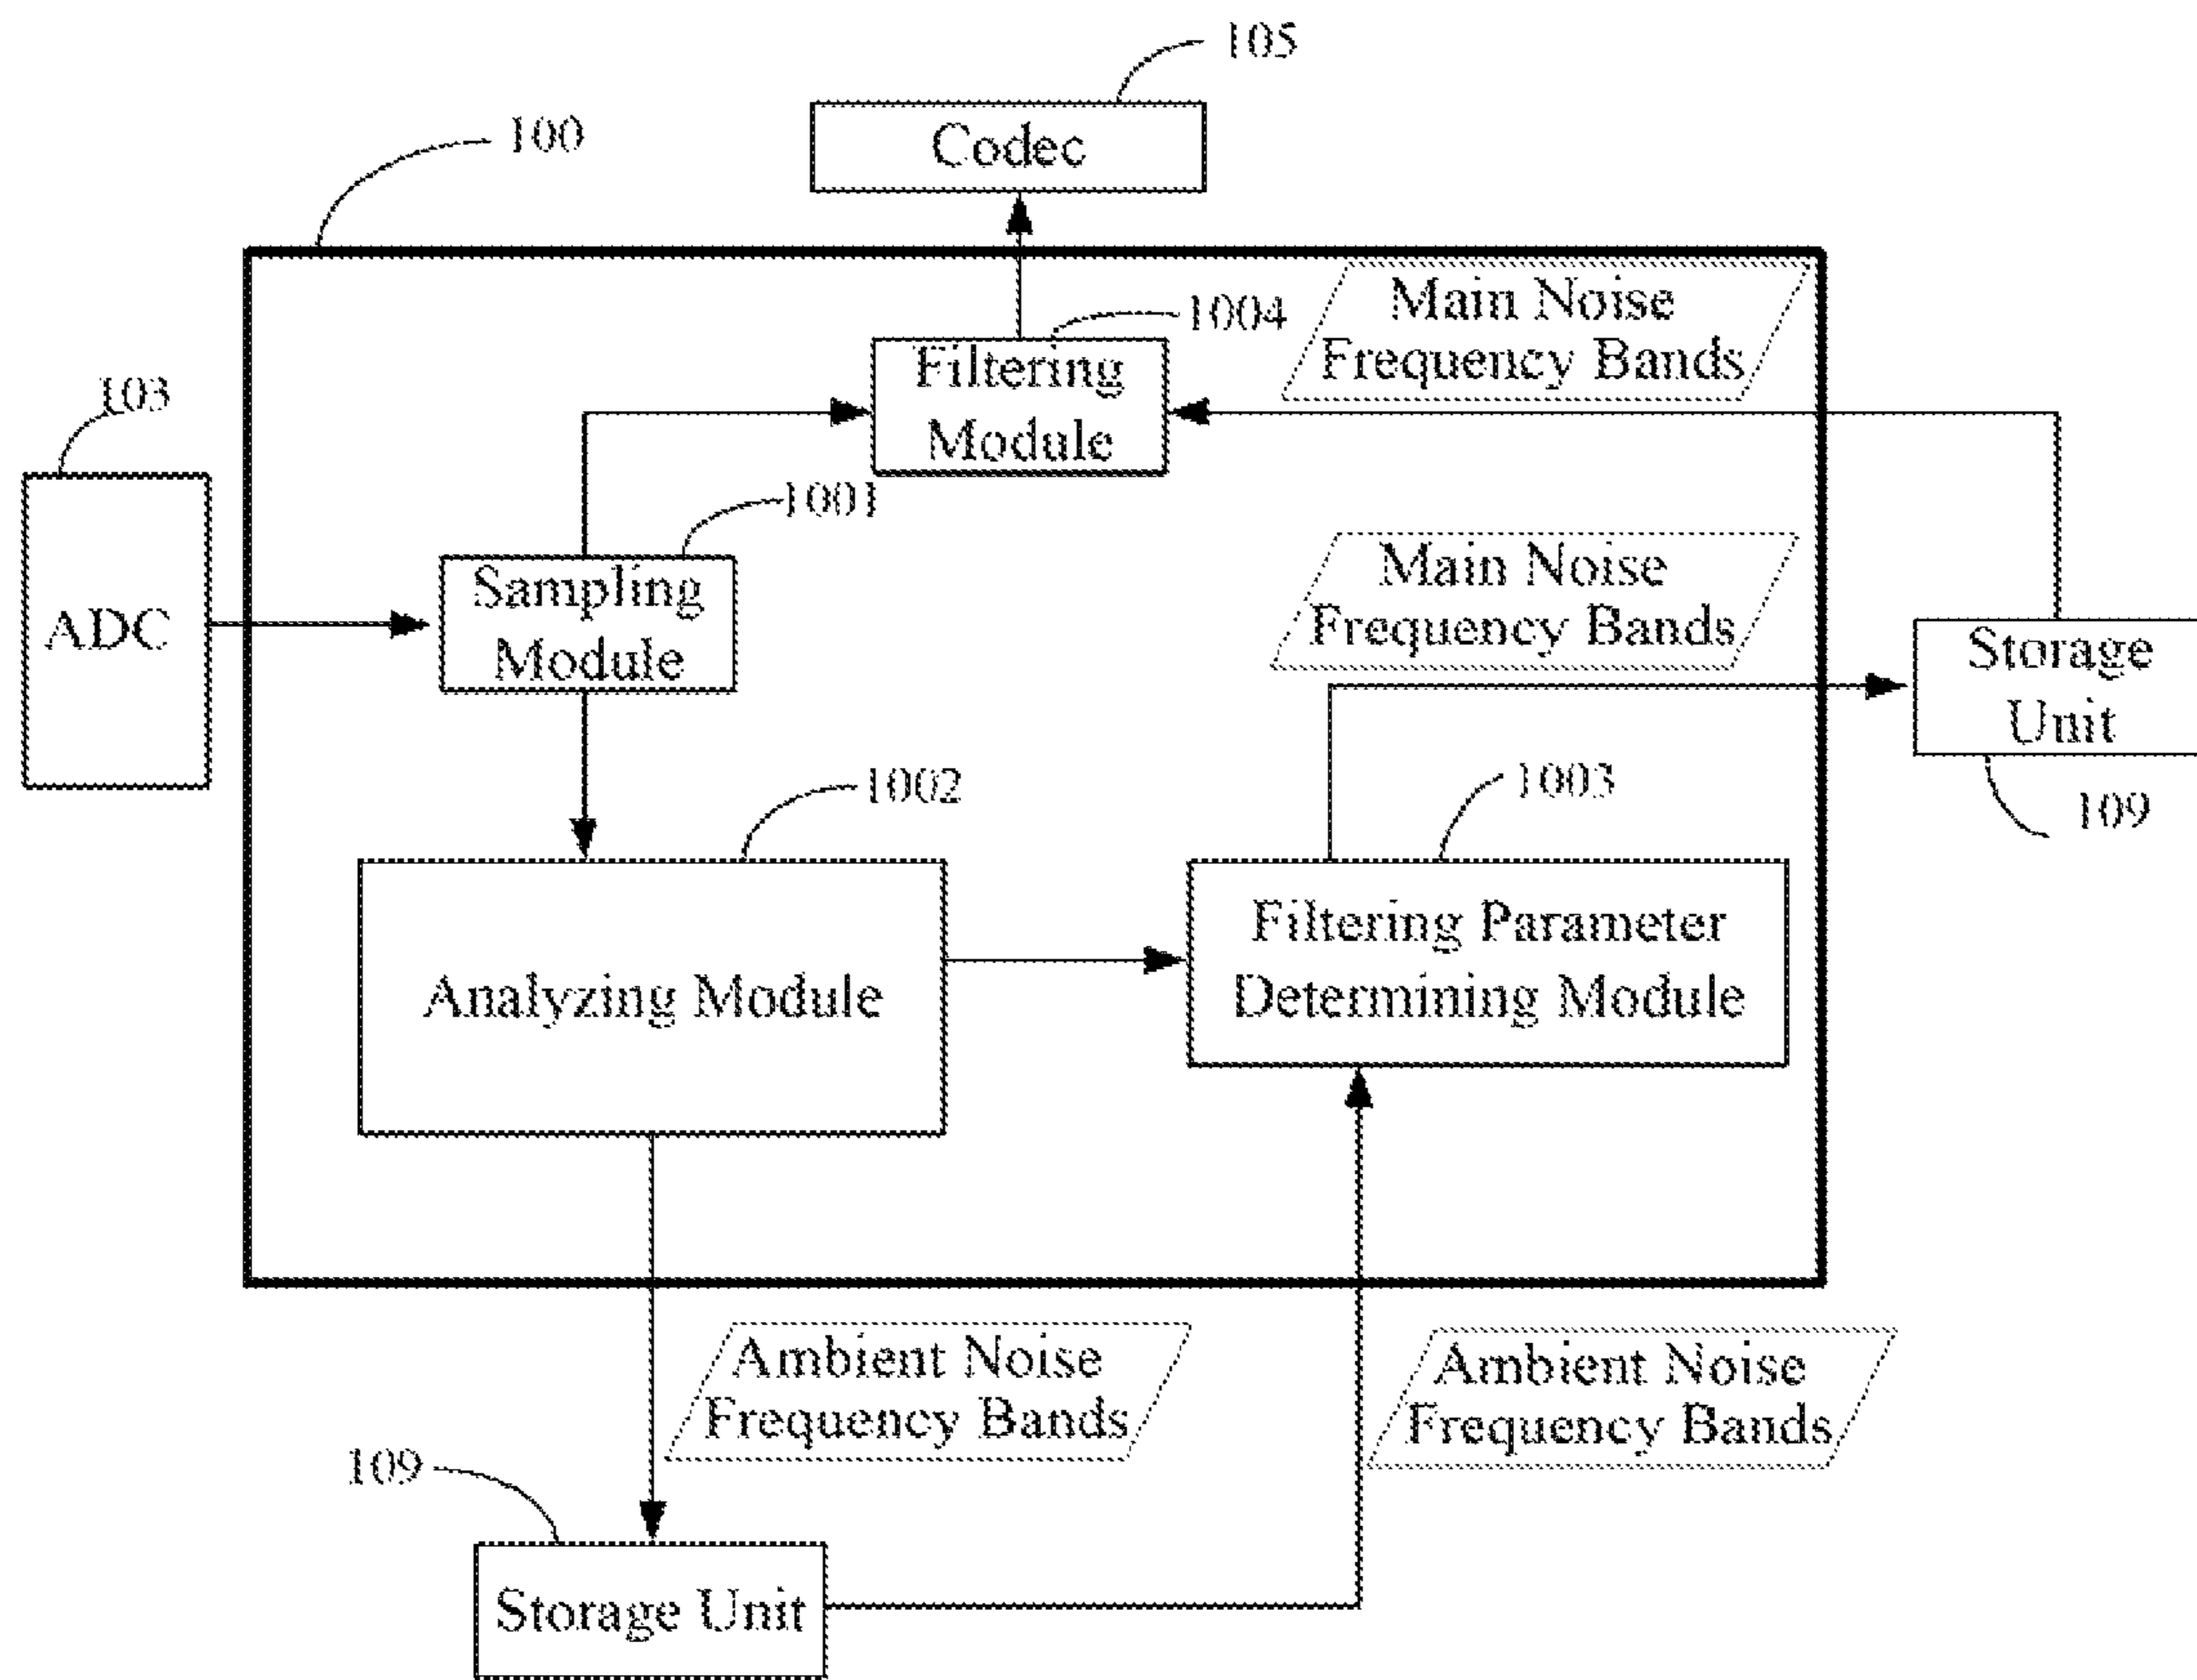 105
Codec
100
Main Noise
Frequency Bands
1004
Filtering
Module
103
ADC
1001
Sampling
Module
Main Noise
Frequency Bands
Storage
Unit
109
1002
Analyzing Module
1003
Filtering Parameter
Determining Module
Ambient Noise
Frequency Bands
Ambient Noise
Frequency Bands
109
Storage Unit